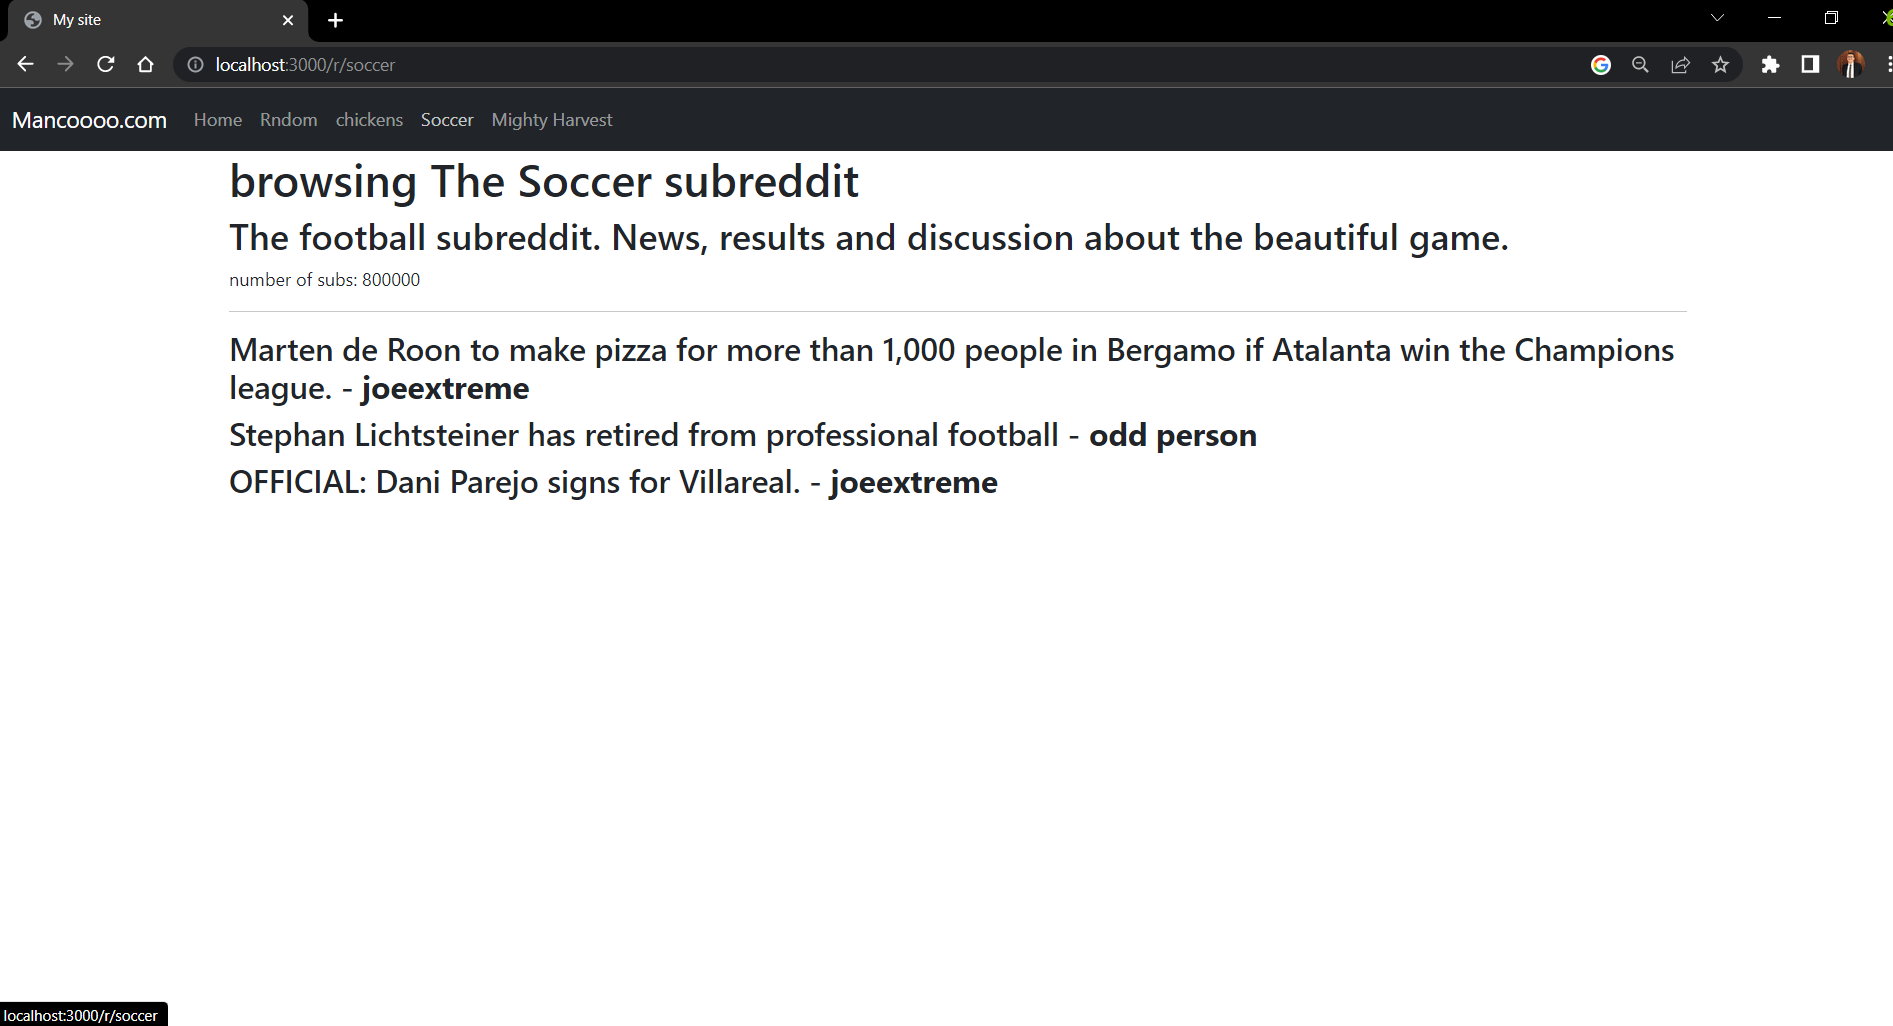 My site
localhost:3000/r/soccer
Mancoooo.com Home Rndom chickens Soccer Mighty Harvest
browsing The Soccer subreddit
The football subreddit. News, results and discussion about the beautiful game.
number of subs: 800000
Marten de Roon to make pizza for more than 1,000 people in Bergamo if Atalanta win the Champions
league. - joeextreme
Stephan Lichtsteiner has retired from professional football - odd person
OFFICIAL: Dani Parejo signs for Villareal. - joeextreme
localhost:3000/r/soccer